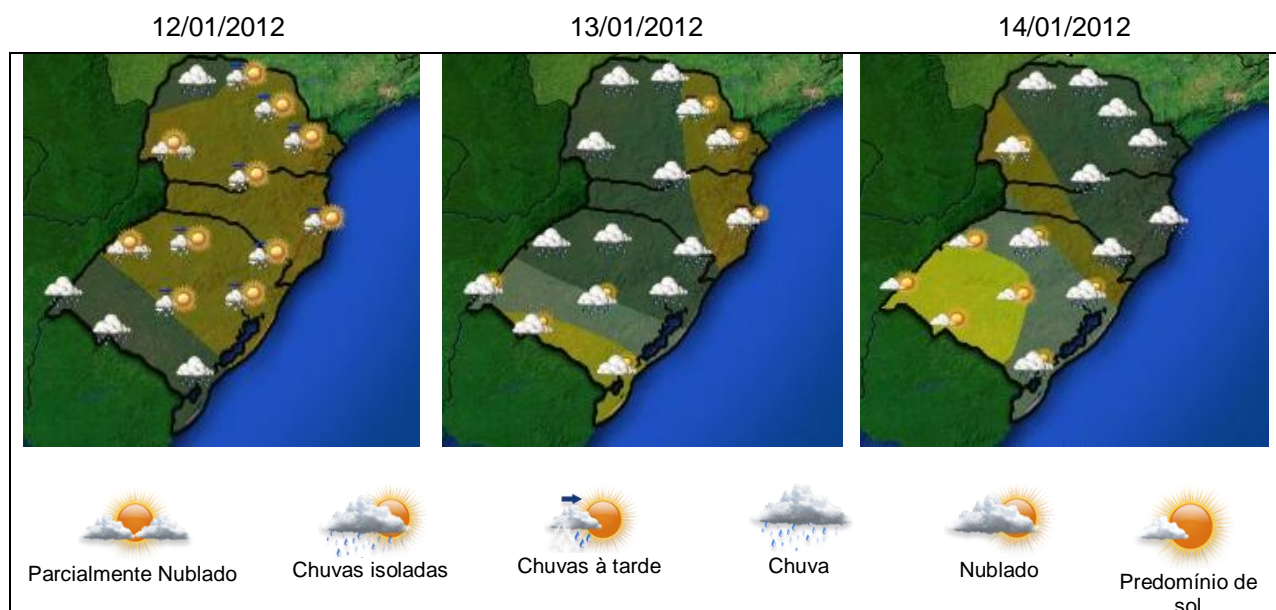 12/01/2012 13/01/2012 14/01/2012
Parcialmente Nublado Chuvas isoladas Chuvas à tarde Chuva Nublado Predomínio de
sol